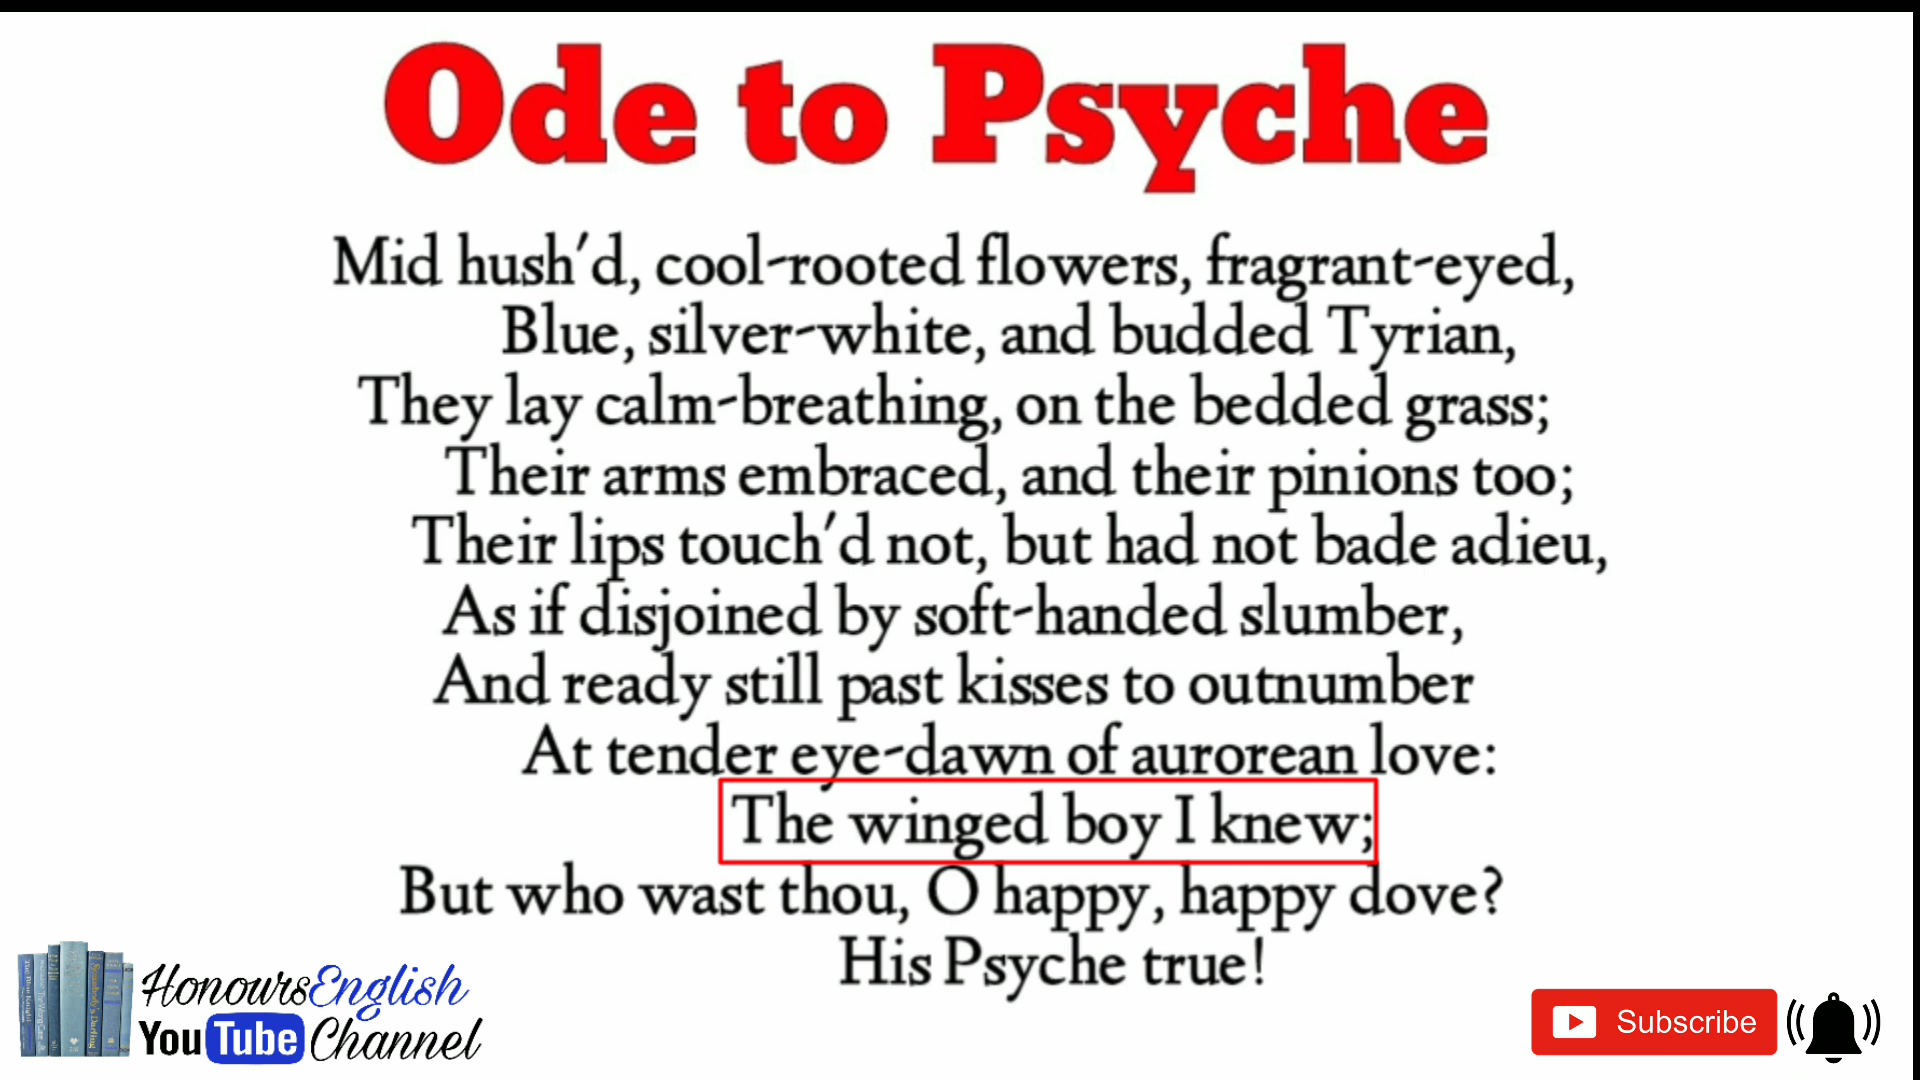 Ode to Psyche
Mid hush'd, cool-rooted flowers, fragrant-eyed,
Blue, silver-white, and budded Tyrian,
They lay calm-breathing, on the bedded grass;
Their arms embraced, and their pinions too;
Their lips touch'd not, but had not bade adieu,
As if disjoined by soft-handed slumber,
And ready still past kisses to outnumber
At tender eye-dawn of aurorean love:
The winged boy I knew;
But who wast thou, O happy, happy dove?
His Psyche true!
HonoursEnglish
YouTube Channel
Subscribe